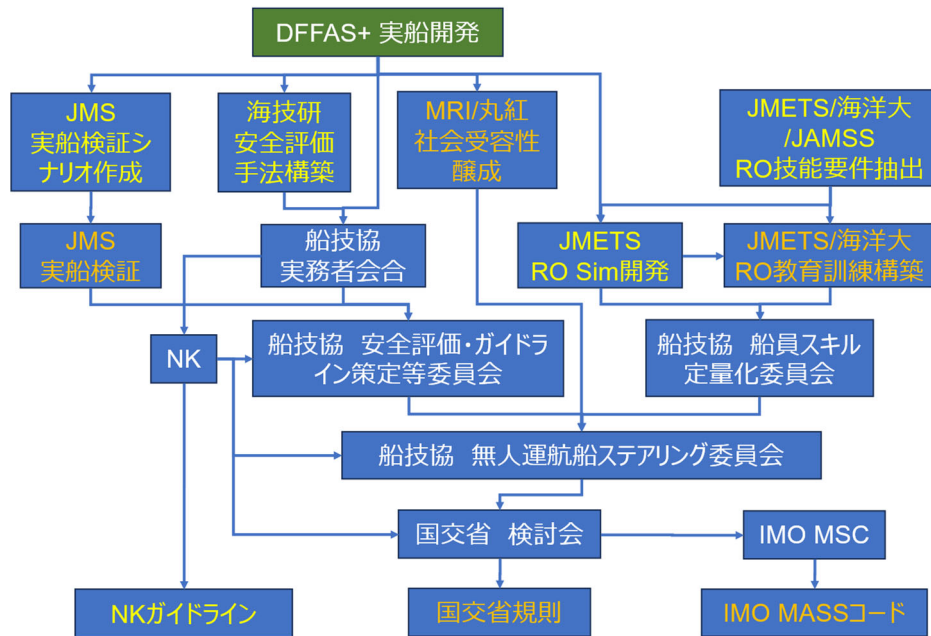 DFFAS+ 実船開発
JMS
実船検証シ
ナリオ作成
海技研
安全評価
手法構築
MRI/丸紅
社会受容性
醸成
JMETS/海洋大
/JAMSS
RO技能要件抽出
JMS
実船検証
船技協
実務者会合
JMETS
RO Sim開発
JMETS/海洋大
RO教育訓練構築
NK
船技協 安全評価・ガイドラ
イン策定等委員会
船技協 船員スキル
定量化委員会
船技協 無人運航船ステアリング委員会
国交省 検討会
IMO MSC
NKガイドライン
国交省規則
IMO MASSコード